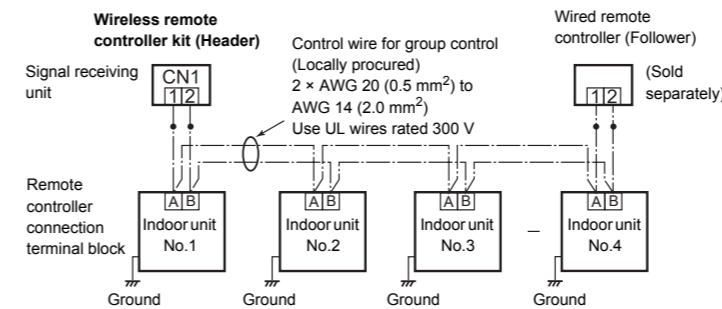 Wireless remote
controller kit (Header)
Signal receiving
unit
CN1
1 2
Control wire for group control
(Locally procured)
2 × AWG 20 (0.5 mm²) to
AWG 14 (2.0 mm²)
Use UL wires rated 300 V
Wired remote
controller (Follower)
1 2
(Sold
separately)
Remote
controller
connection
terminal block
A B
Indoor unit
No.1
A B
Indoor unit
No.2
A B
Indoor unit
No.3
–
A B
Indoor unit
No.4
Ground
Ground
Ground
Ground